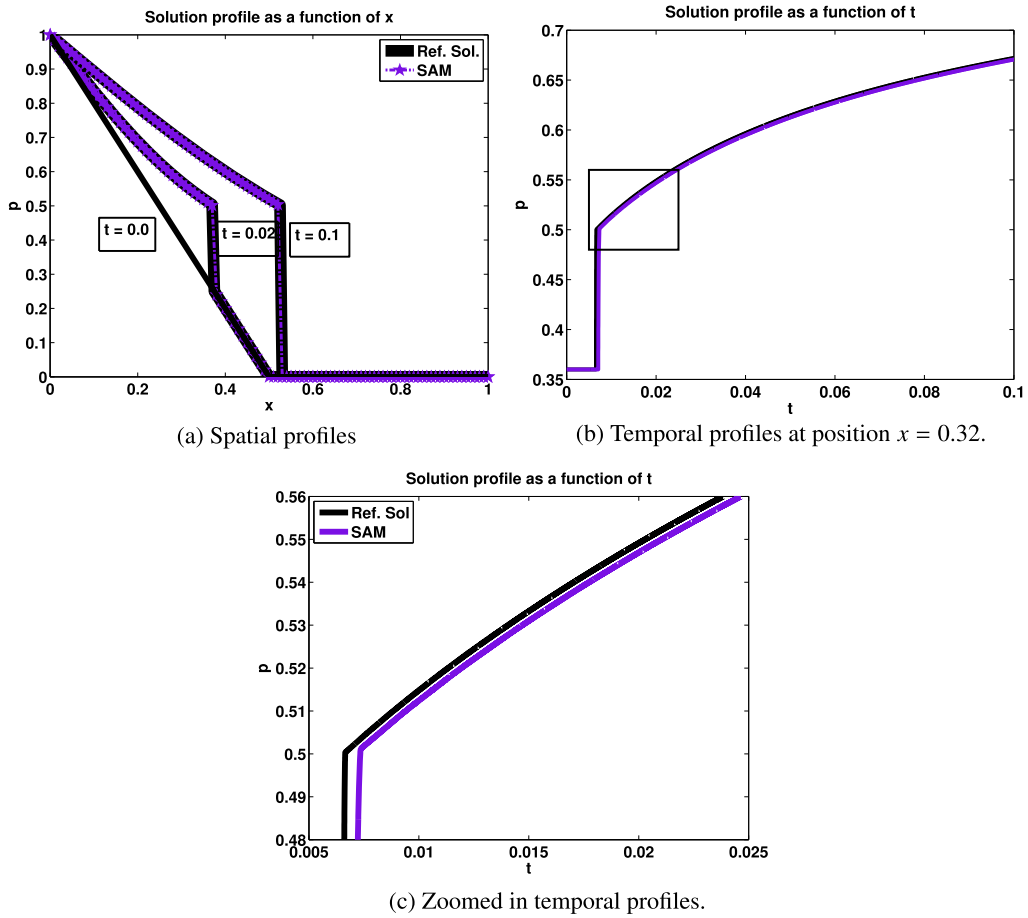 Solution profile as a function of x
1
0.9
0.8
0.7
0.6
0.5
0.4
0.3
0.2
0.1
0
p
Ref. Sol.
SAM
t = 0.0
t = 0.02
t = 0.1
0 0.2 0.4 0.6 0.8 1
x
(a) Spatial profiles
Solution profile as a function of t
0.7
0.65
0.6
0.55
0.5
0.45
0.4
0.35
p
0 0.02 0.04 0.06 0.08 0.1
t
(b) Temporal profiles at position x = 0.32.
Solution profile as a function of t
0.56
0.55
0.54
0.53
0.52
0.51
0.5
0.49
0.48
p
Ref. Sol
SAM
0.005 0.01 0.015 0.02 0.025
t
(c) Zoomed in temporal profiles.